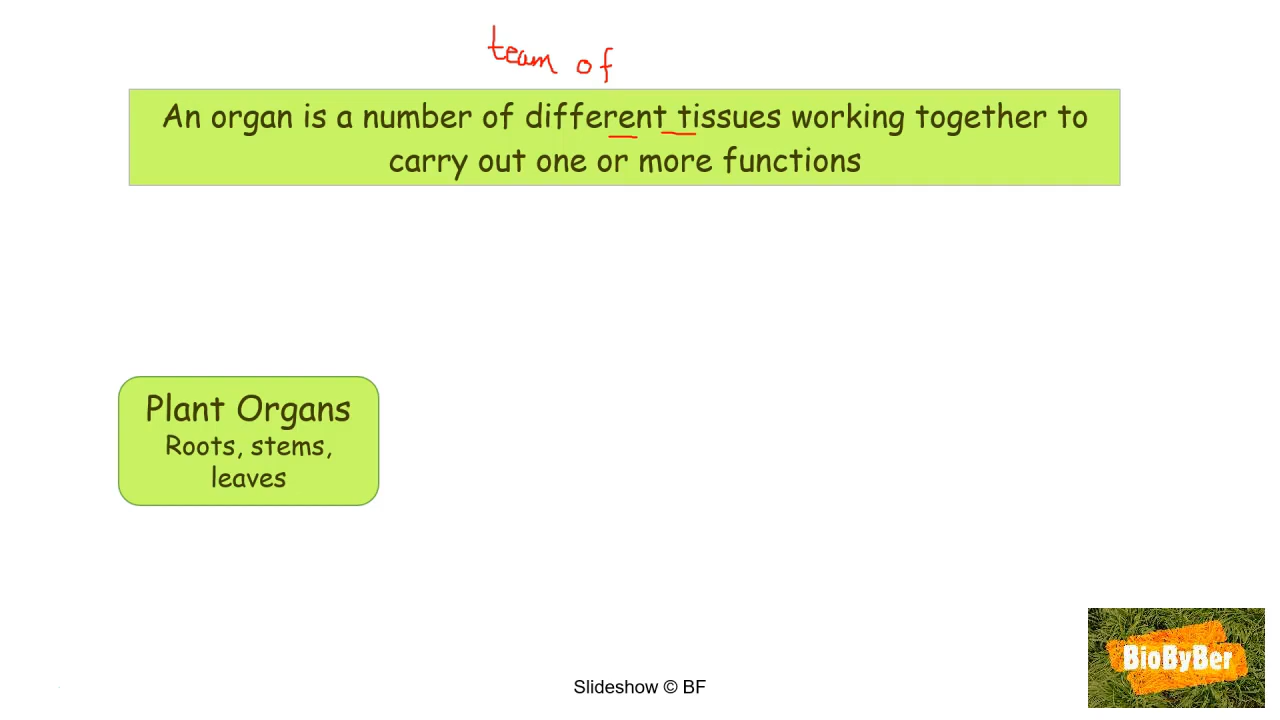 team of
An organ is a number of different tissues working together to
carry out one or more functions
Plant Organs
Roots, stems,
leaves
BioByBer
Slideshow © BF